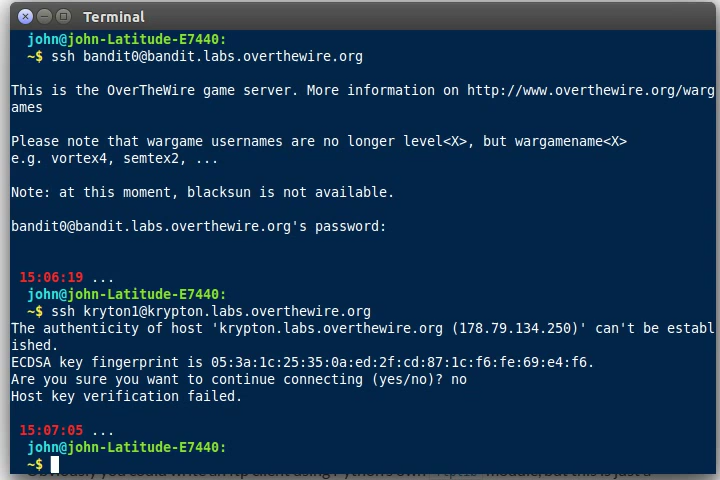 Terminal
john@john-Latitude-E7440:
~$ ssh bandit0@bandit.labs.overthewire.org
This is the OverTheWire game server. More information on http://www.overthewire.org/warg
ames
Please note that wargame usernames are no longer level<X>, but wargamename<X>
e.g. vortex4, semtex2, ...
Note: at this moment, blacksun is not available.
bandit0@bandit.labs.overthewire.org's password:
15:06:19 ...
john@john-Latitude-E7440:
~$ ssh kryton1@krypton.labs.overthewire.org
The authenticity of host 'krypton.labs.overthewire.org (178.79.134.250)' can't be establ
ished.
ECDSA key fingerprint is 05:3a:1c:25:35:0a:ed:2f:cd:87:1c:f6:fe:69:e4:f6.
Are you sure you want to continue connecting (yes/no)? no
Host key verification failed.
15:07:05 ...
john@john-Latitude-E7440:
~$